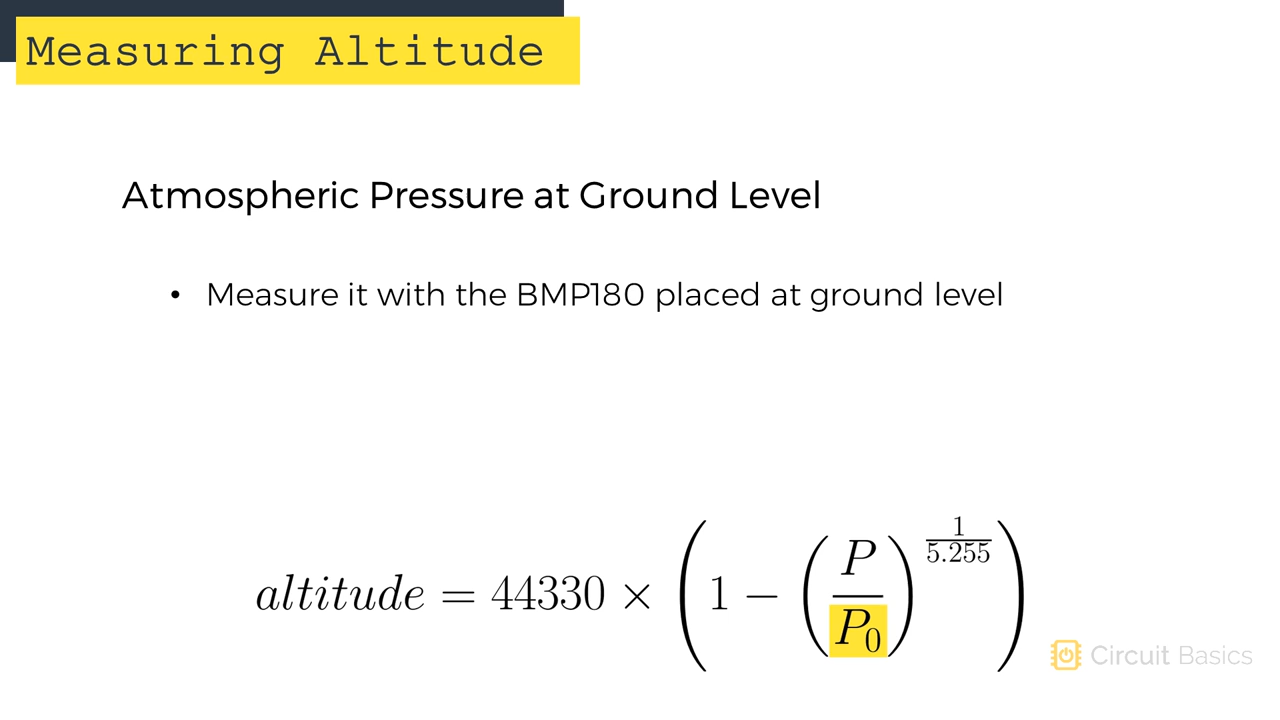 Measuring Altitude
Atmospheric Pressure at Ground Level
• Measure it with the BMP180 placed at ground level
altitude = 44330 × (1 − (P/P₀)^(1/5.255))
Circuit Basics